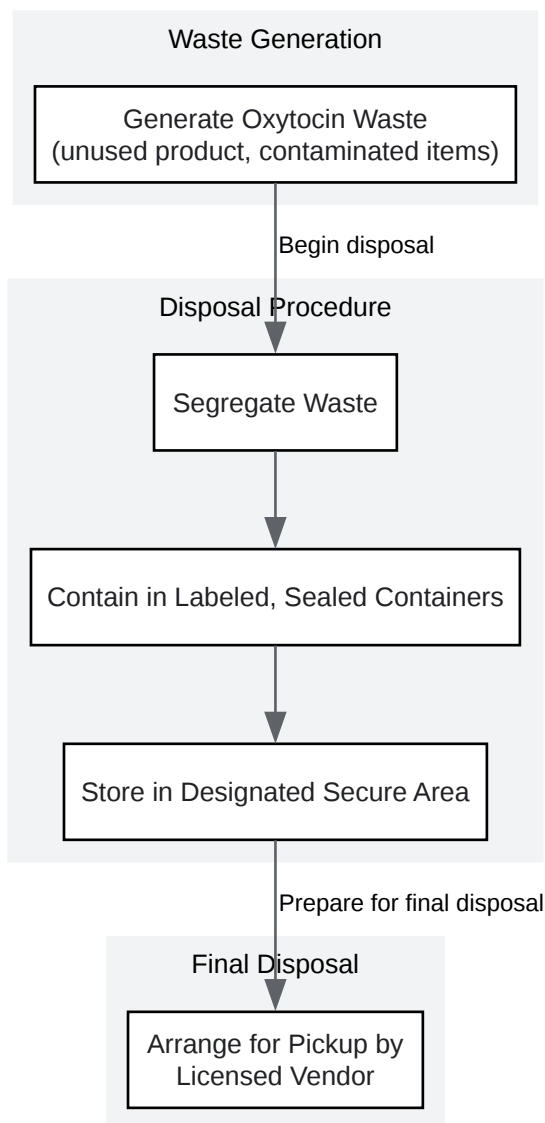 Waste Generation
Generate Oxytocin Waste
(unused product, contaminated items)
Begin disposal
Disposal Procedure
Segregate Waste
Contain in Labeled, Sealed Containers
Store in Designated Secure Area
Prepare for final disposal
Final Disposal
Arrange for Pickup by
Licensed Vendor